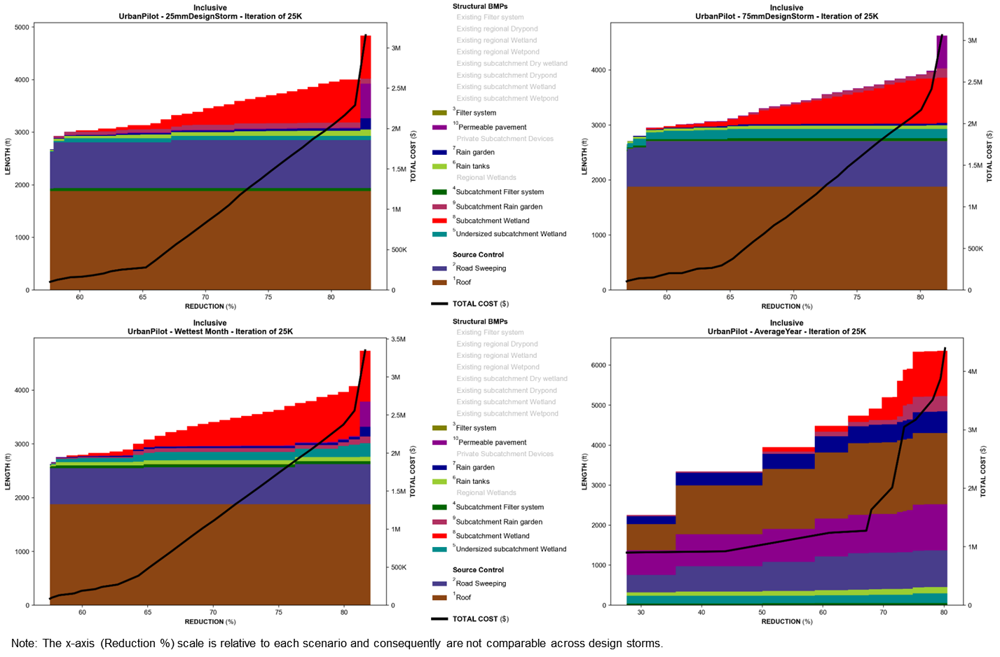 Inclusive
UrbanPilot - 25mmDesignStorm - Iteration of 25K
5000
4000
3000
2000
1000
0
LENGTH (ft)
3M
2.5M
2M
1.5M
1M
500K
0
TOTAL COST ($)
60
65
70
75
80
REDUCTION (%)
Structural BMPs
Existing Filter system
Existing regional Drypond
Existing regional Wetland
Existing regional Wetpond
Existing subcatchment Dry wetland
Existing subcatchment Drypond
Existing subcatchment Wetland
Existing subcatchment Wetpond
3Filter system
10Permeable pavement
Private Subcatchment Devices
7Rain garden
6Rain tanks
Regional Wetlands
4Subcatchment Filter system
9Subcatchment Rain garden
8Subcatchment Wetland
5Undersized subcatchment Wetland
Source Control
2Road Sweeping
1Roof
TOTAL COST ($)
Inclusive
UrbanPilot - 75mmDesignStorm - Iteration of 25K
4000
3000
2000
1000
0
LENGTH (ft)
3M
2.5M
2M
1.5M
1M
500K
0
TOTAL COST ($)
60
65
70
75
80
REDUCTION (%)
Inclusive
UrbanPilot - Wettest Month - Iteration of 25K
4000
3000
2000
1000
0
LENGTH (ft)
3.5M
3M
2.5M
2M
1.5M
1M
500K
0
TOTAL COST ($)
60
65
70
75
80
REDUCTION (%)
Structural BMPs
Existing Filter system
Existing regional Drypond
Existing regional Wetland
Existing regional Wetpond
Existing subcatchment Dry wetland
Existing subcatchment Drypond
Existing subcatchment Wetland
Existing subcatchment Wetpond
3Filter system
10Permeable pavement
Private Subcatchment Devices
7Rain garden
6Rain tanks
Regional Wetlands
4Subcatchment Filter system
9Subcatchment Rain garden
8Subcatchment Wetland
5Undersized subcatchment Wetland
Source Control
2Road Sweeping
1Roof
TOTAL COST ($)
Inclusive
UrbanPilot - AverageYear - Iteration of 25K
6000
5000
4000
3000
2000
1000
0
LENGTH (ft)
4M
3M
2M
1M
0
TOTAL COST ($)
30
40
50
60
70
80
REDUCTION (%)
Note: The x-axis (Reduction %) scale is relative to each scenario and consequently are not comparable across design storms.